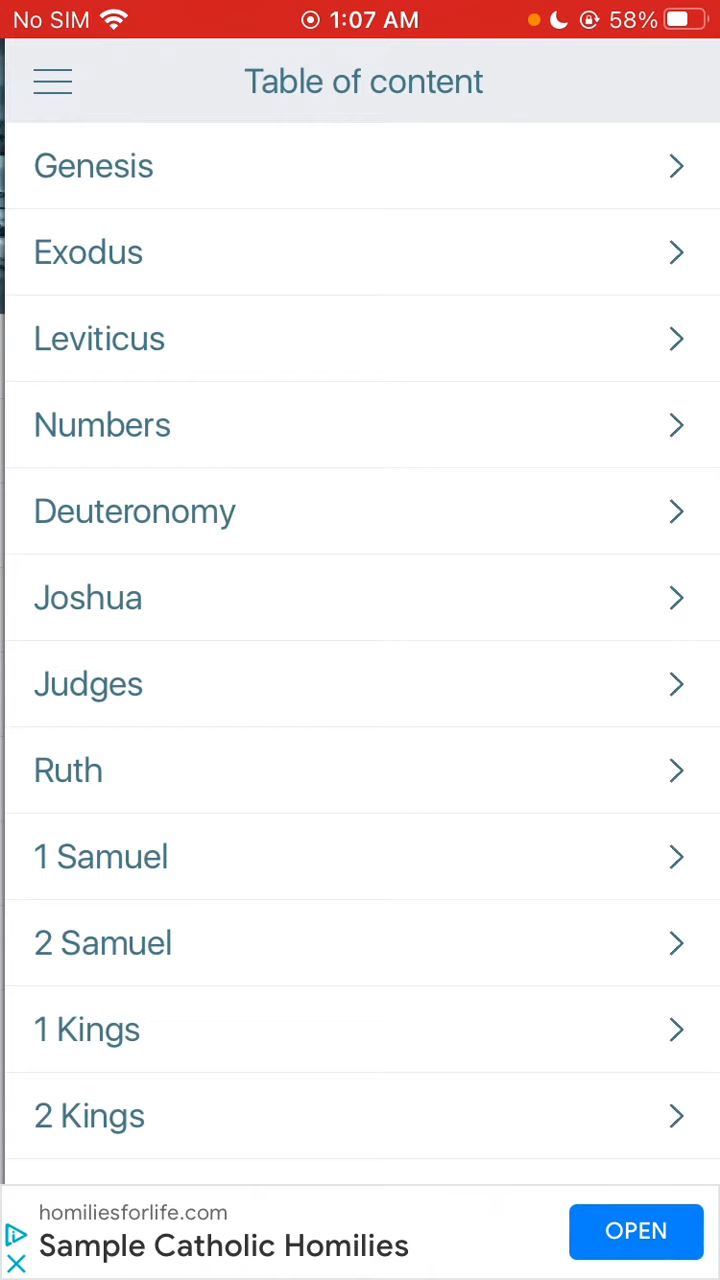 No SIM 1:07 AM 58%
Table of content
Genesis
Exodus
Leviticus
Numbers
Deuteronomy
Joshua
Judges
Ruth
1 Samuel
2 Samuel
1 Kings
2 Kings
homiliesforlife.com
Sample Catholic Homilies
OPEN